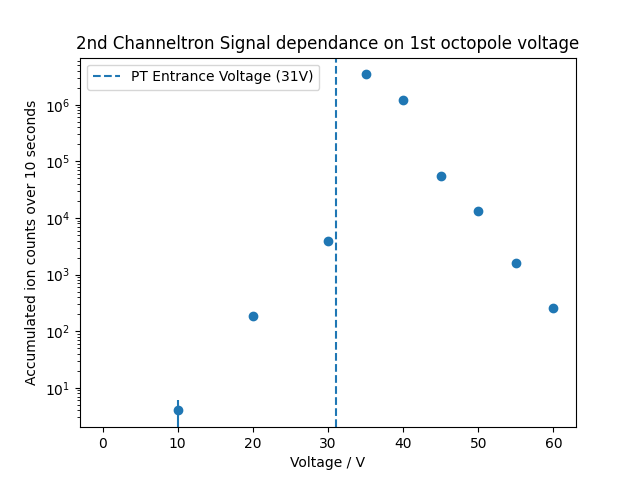 2nd Channeltron Signal dependance on 1st octopole voltage
PT Entrance Voltage (31V)
Accumulated ion counts over 10 seconds
10⁶
10⁵
10⁴
10³
10²
10¹
0 10 20 30 40 50 60
Voltage / V